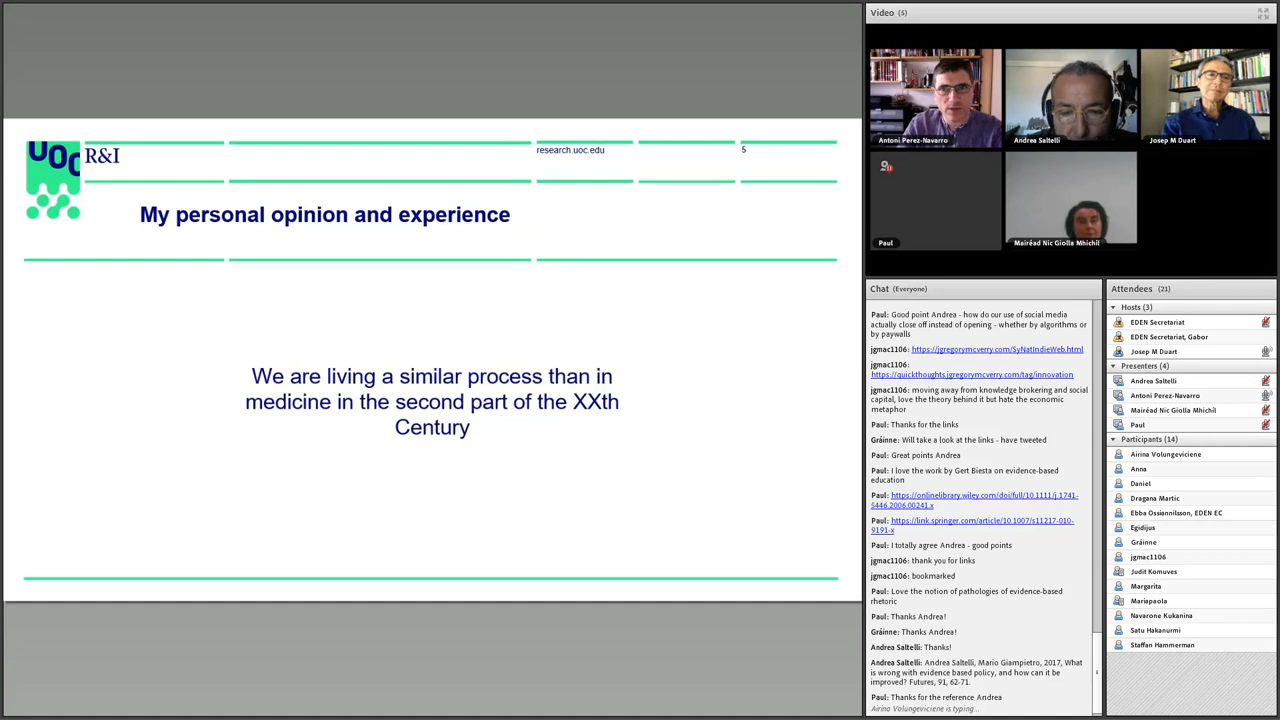 UOC R&I
research.uoc.edu
5
My personal opinion and experience
We are living a similar process than in
medicine in the second part of the XXth
Century
Video (5)
Antoni Perez-Navarro
Andrea Saltelli
Josep M Duart
Paul
Mairéad Nic Giolla Mhichíl
Chat (Everyone)
Paul: Good point Andrea - how do our use of social media
actually close off instead of opening - whether by algorithms or
by paywalls
jgmac1106: https://jgregorymcverry.com/SyNatIndieWeb.html
jgmac1106:
https://quickthoughts.jgregorymcverry.com/tag/innovation
jgmac1106: moving away from knowledge brokering and social
capital, love the theory behind it but hate the economic
metaphor
Paul: Thanks for the links
Gráinne: Will take a look at the links - have tweeted
Paul: Great points Andrea
Paul: I love the work by Gert Biesta on evidence-based
education
Paul: https://onlinelibrary.wiley.com/doi/full/10.1111/j.1741-
5446.2006.00241.x
Paul: https://link.springer.com/article/10.1007/s11217-010-
9191-x
Paul: I totally agree Andrea - good points
jgmac1106: thank you for links
jgmac1106: bookmarked
Paul: Love the notion of pathologies of evidence-based
rhetoric
Paul: Thanks Andrea!
Gráinne: Thanks Andrea!
Andrea Saltelli: Thanks!
Andrea Saltelli: Andrea Saltelli, Mario Giampietro, 2017, What
is wrong with evidence based policy, and how can it be
improved? Futures, 91, 62-71.
Paul: Thanks for the reference Andrea
Airina Volungeviciene is typing...
Attendees (21)
Hosts (3)
EDEN Secretariat
EDEN Secretariat, Gabor
Josep M Duart
Presenters (4)
Andrea Saltelli
Antoni Perez-Navarro
Mairéad Nic Giolla Mhichíl
Paul
Participants (14)
Airina Volungeviciene
Anna
Daniel
Dragana Martic
Ebba Ossiannilsson, EDEN EC
Egidijus
Gráinne
jgmac1106
Judit Komuves
Margarita
Mariapaola
Navarone Kukanina
Satu Hakanurmi
Staffan Hammerman